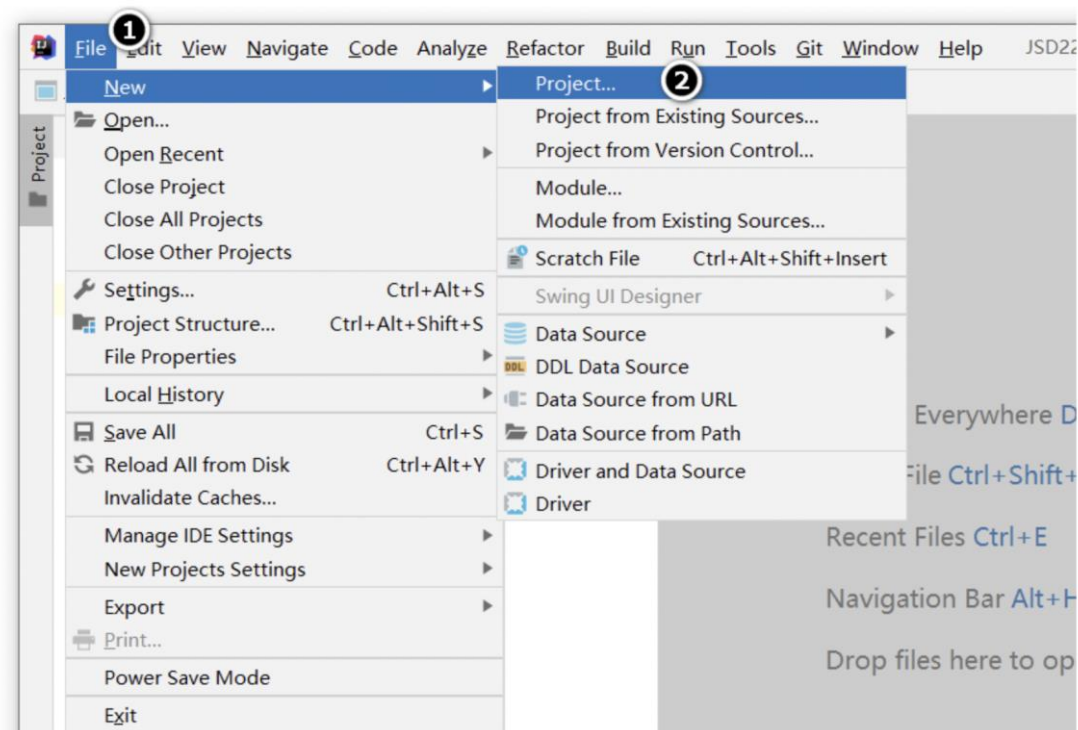 File Edit View Navigate Code Analyze Refactor Build Run Tools Git Window Help JSD22
1
New
Open...
Open Recent
Close Project
Close All Projects
Close Other Projects
Settings... Ctrl+Alt+S
Project Structure... Ctrl+Alt+Shift+S
File Properties
Local History
Save All Ctrl+S
Reload All from Disk Ctrl+Alt+Y
Invalidate Caches...
Manage IDE Settings
New Projects Settings
Export
Print...
Power Save Mode
Exit
Project... 2
Project from Existing Sources...
Project from Version Control...
Module...
Module from Existing Sources...
Scratch File Ctrl+Alt+Shift+Insert
Swing UI Designer
Data Source
DDL DDL Data Source
Data Source from URL
Data Source from Path
Driver and Data Source
Driver
Project
Everywhere D
File Ctrl+Shift+
Recent Files Ctrl+E
Navigation Bar Alt+H
Drop files here to op